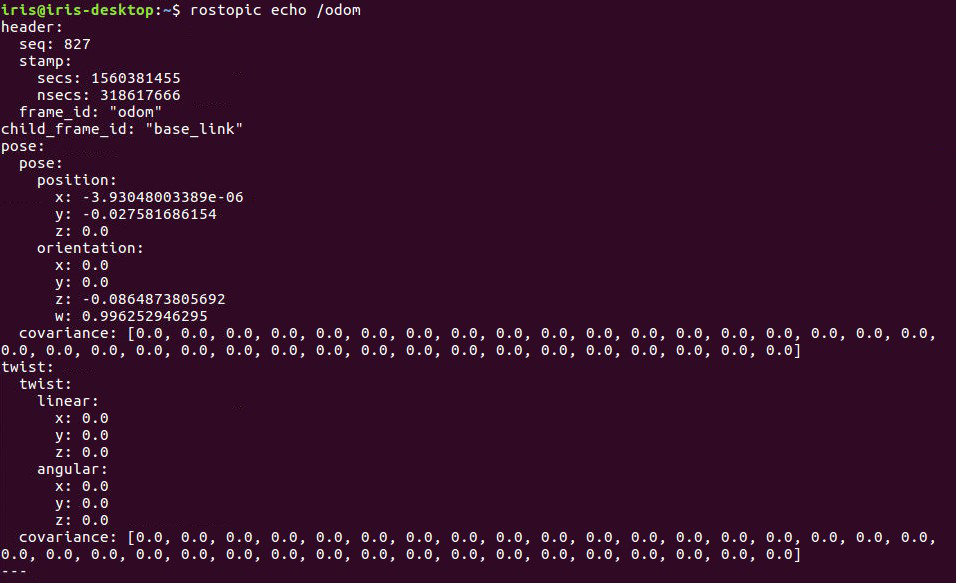 iris@iris-desktop:~$ rostopic echo /odom
header:
  seq: 827
  stamp:
    secs: 1560381455
    nsecs: 318617666
  frame_id: "odom"
child_frame_id: "base_link"
pose:
  pose:
    position:
      x: -3.93048003389e-06
      y: -0.027581686154
      z: 0.0
    orientation:
      x: 0.0
      y: 0.0
      z: -0.0864873805692
      w: 0.996252946295
  covariance: [0.0, 0.0, 0.0, 0.0, 0.0, 0.0, 0.0, 0.0, 0.0, 0.0, 0.0, 0.0, 0.0, 0.0, 0.0, 0.0, 0.0, 0.0,
0.0, 0.0, 0.0, 0.0, 0.0, 0.0, 0.0, 0.0, 0.0, 0.0, 0.0, 0.0, 0.0, 0.0, 0.0, 0.0, 0.0, 0.0]
twist:
  twist:
    linear:
      x: 0.0
      y: 0.0
      z: 0.0
    angular:
      x: 0.0
      y: 0.0
      z: 0.0
  covariance: [0.0, 0.0, 0.0, 0.0, 0.0, 0.0, 0.0, 0.0, 0.0, 0.0, 0.0, 0.0, 0.0, 0.0, 0.0, 0.0, 0.0, 0.0,
0.0, 0.0, 0.0, 0.0, 0.0, 0.0, 0.0, 0.0, 0.0, 0.0, 0.0, 0.0, 0.0, 0.0, 0.0, 0.0, 0.0, 0.0]
---